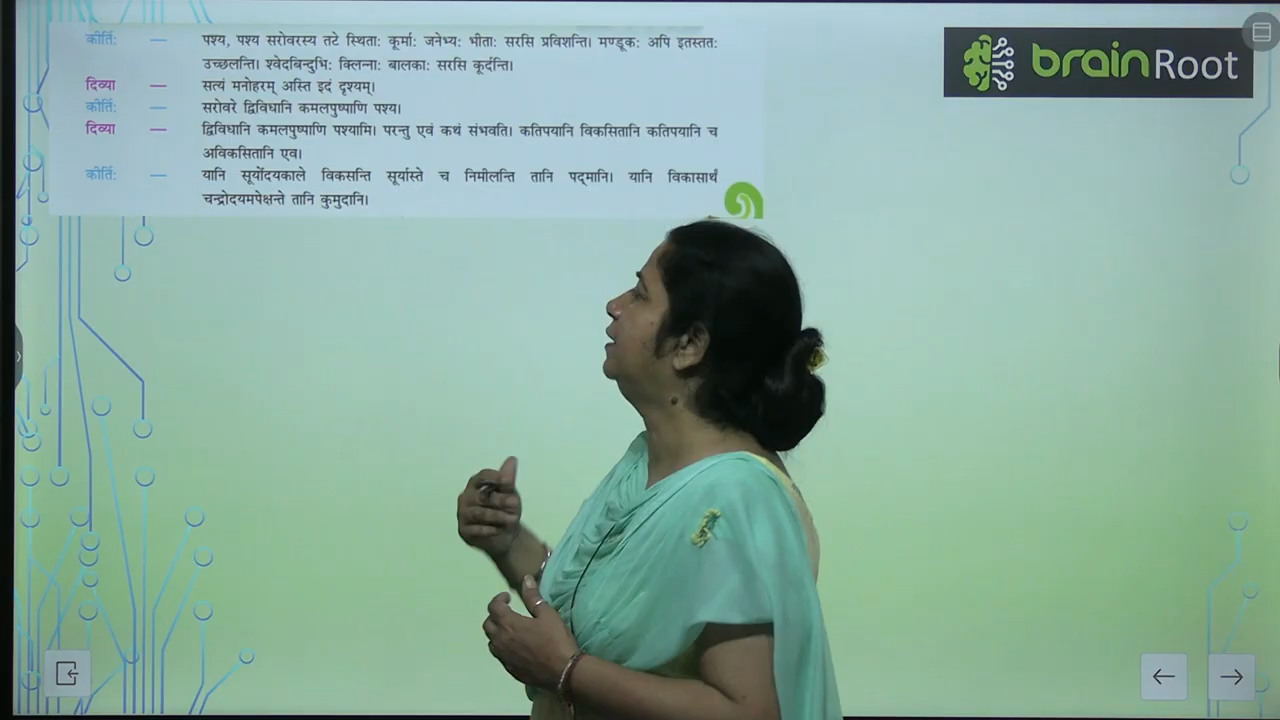 कीर्तिः — पश्य, पश्य सरोवरस्य तटे स्थिताः कूर्माः जनेभ्यः भीताः सरसि प्रविशन्ति। मण्डूकः अपि इतस्ततः
उच्छलन्ति। श्वेदबिन्दुभिः क्लिन्नाः बालकाः सरसि कूर्दन्ति।
दिव्या — सत्यं मनोहरम् अस्ति इदं दृश्यम्।
कीर्तिः — सरोवरे द्विविधानि कमलपुष्पाणि पश्य।
दिव्या — द्विविधानि कमलपुष्पाणि पश्यामि। परन्तु एवं कथं संभवति। कतिपयानि विकसितानि कतिपयानि च
अविकसितानि एव।
कीर्तिः — यानि सूर्योदयकाले विकसन्ति सूर्यास्ते च निमीलन्ति तानि पद्मानि। यानि विकासार्थं
चन्द्रोदयमपेक्षन्ते तानि कुमुदानि।
brainRoot